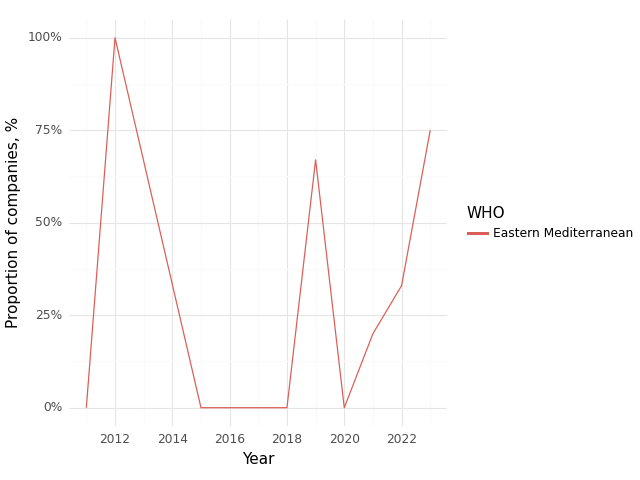 100%
75%
50%
25%
0%
Proportion of companies, %
2012 2014 2016 2018 2020 2022
Year
WHO
Eastern Mediterranean